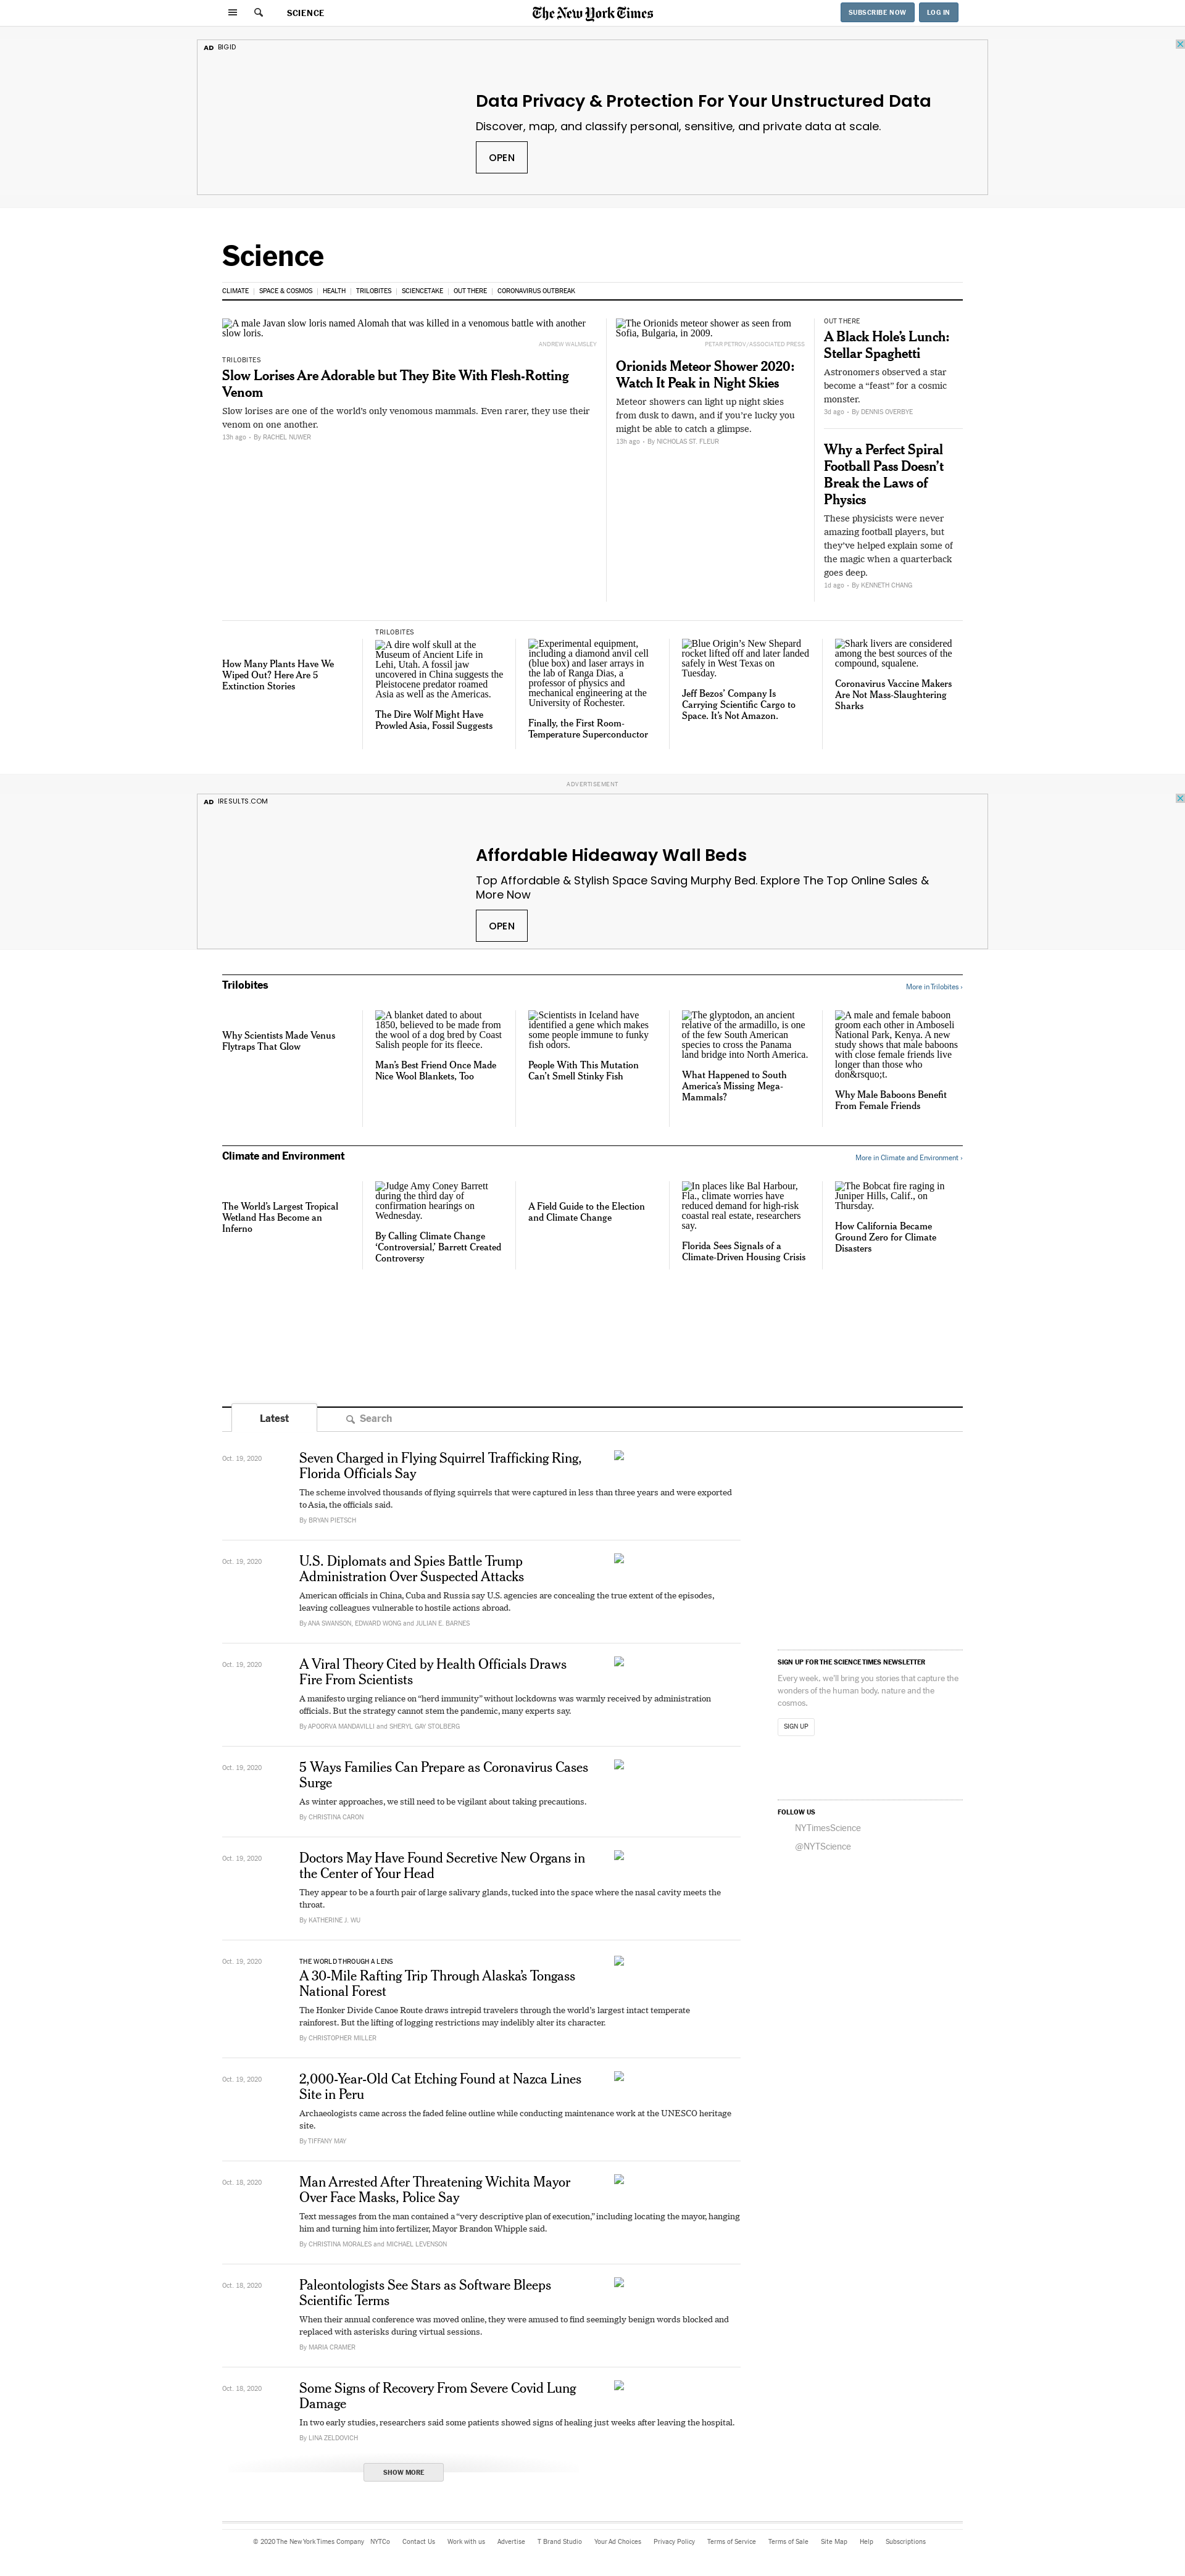 SCIENCE
The New York Times
SUBSCRIBE NOW
LOG IN
AD BIGID
Data Privacy & Protection For Your Unstructured Data
Discover, map, and classify personal, sensitive, and private data at scale.
OPEN
Science
CLIMATE
SPACE & COSMOS
HEALTH
TRILOBITES
SCIENCETAKE
OUT THERE
CORONAVIRUS OUTBREAK
A male Javan slow loris named Alomah that was killed in a venomous battle with another
slow loris.
ANDREW WALMSLEY
TRILOBITES
Slow Lorises Are Adorable but They Bite With Flesh-Rotting
Venom
Slow lorises are one of the world's only venomous mammals. Even rarer, they use their
venom on one another.
13h ago - By RACHEL NUWER
The Orionids meteor shower as seen from
Sofia, Bulgaria, in 2009.
PETAR PETROV/ASSOCIATED PRESS
Orionids Meteor Shower 2020:
Watch It Peak in Night Skies
Meteor showers can light up night skies
from dusk to dawn, and if you're lucky you
might be able to catch a glimpse.
13h ago - By NICHOLAS ST. FLEUR
OUT THERE
A Black Hole's Lunch:
Stellar Spaghetti
Astronomers observed a star
become a “feast” for a cosmic
monster.
3d ago - By DENNIS OVERBYE
Why a Perfect Spiral
Football Pass Doesn't
Break the Laws of
Physics
These physicists were never
amazing football players, but
they've helped explain some of
the magic when a quarterback
goes deep.
1d ago - By KENNETH CHANG
How Many Plants Have We
Wiped Out? Here Are 5
Extinction Stories
TRILOBITES
A dire wolf skull at the
Museum of Ancient Life in
Lehi, Utah. A fossil jaw
uncovered in China suggests the
Pleistocene predator roamed
Asia as well as the Americas.
The Dire Wolf Might Have
Prowled Asia, Fossil Suggests
Experimental equipment,
including a diamond anvil cell
(blue box) and laser arrays in
the lab of Ranga Dias, a
professor of physics and
mechanical engineering at the
University of Rochester.
Finally, the First Room-
Temperature Superconductor
Blue Origin's New Shepard
rocket lifted off and later landed
safely in West Texas on
Tuesday.
Jeff Bezos' Company Is
Carrying Scientific Cargo to
Space. It's Not Amazon.
Shark livers are considered
among the best sources of the
compound, squalene.
Coronavirus Vaccine Makers
Are Not Mass-Slaughtering
Sharks
ADVERTISEMENT
AD IRESULTS.COM
Affordable Hideaway Wall Beds
Top Affordable & Stylish Space Saving Murphy Bed. Explore The Top Online Sales &
More Now
OPEN
Trilobites
More in Trilobites ›
Why Scientists Made Venus
Flytraps That Glow
A blanket dated to about
1850, believed to be made from
the wool of a dog bred by Coast
Salish people for its fleece.
Man's Best Friend Once Made
Nice Wool Blankets, Too
Scientists in Iceland have
identified a gene which makes
some people immune to funky
fish odors.
People With This Mutation
Can't Smell Stinky Fish
The glyptodon, an ancient
relative of the armadillo, is one
of the few South American
species to cross the Panama
land bridge into North America.
What Happened to South
America's Missing Mega-
Mammals?
A male and female baboon
groom each other in Amboseli
National Park, Kenya. A new
study shows that male baboons
with close female friends live
longer than those who
don&rsquo;t.
Why Male Baboons Benefit
From Female Friends
Climate and Environment
More in Climate and Environment ›
The World's Largest Tropical
Wetland Has Become an
Inferno
Judge Amy Coney Barrett
during the third day of
confirmation hearings on
Wednesday.
By Calling Climate Change
‘Controversial,’ Barrett Created
Controversy
A Field Guide to the Election
and Climate Change
In places like Bal Harbour,
Fla., climate worries have
reduced demand for high-risk
coastal real estate, researchers
say.
Florida Sees Signals of a
Climate-Driven Housing Crisis
The Bobcat fire raging in
Juniper Hills, Calif., on
Thursday.
How California Became
Ground Zero for Climate
Disasters
Latest
Search
Oct. 19, 2020
Seven Charged in Flying Squirrel Trafficking Ring,
Florida Officials Say
The scheme involved thousands of flying squirrels that were captured in less than three years and were exported
to Asia, the officials said.
By BRYAN PIETSCH
Oct. 19, 2020
U.S. Diplomats and Spies Battle Trump
Administration Over Suspected Attacks
American officials in China, Cuba and Russia say U.S. agencies are concealing the true extent of the episodes,
leaving colleagues vulnerable to hostile actions abroad.
By ANA SWANSON, EDWARD WONG and JULIAN E. BARNES
Oct. 19, 2020
A Viral Theory Cited by Health Officials Draws
Fire From Scientists
A manifesto urging reliance on “herd immunity” without lockdowns was warmly received by administration
officials. But the strategy cannot stem the pandemic, many experts say.
By APOORVA MANDAVILLI and SHERYL GAY STOLBERG
Oct. 19, 2020
5 Ways Families Can Prepare as Coronavirus Cases
Surge
As winter approaches, we still need to be vigilant about taking precautions.
By CHRISTINA CARON
Oct. 19, 2020
Doctors May Have Found Secretive New Organs in
the Center of Your Head
They appear to be a fourth pair of large salivary glands, tucked into the space where the nasal cavity meets the
throat.
By KATHERINE J. WU
Oct. 19, 2020
THE WORLD THROUGH A LENS
A 30-Mile Rafting Trip Through Alaska's Tongass
National Forest
The Honker Divide Canoe Route draws intrepid travelers through the world's largest intact temperate
rainforest. But the lifting of logging restrictions may indelibly alter its character.
By CHRISTOPHER MILLER
Oct. 19, 2020
2,000-Year-Old Cat Etching Found at Nazca Lines
Site in Peru
Archaeologists came across the faded feline outline while conducting maintenance work at the UNESCO heritage
site.
By TIFFANY MAY
Oct. 18, 2020
Man Arrested After Threatening Wichita Mayor
Over Face Masks, Police Say
Text messages from the man contained a “very descriptive plan of execution,” including locating the mayor, hanging
him and turning him into fertilizer, Mayor Brandon Whipple said.
By CHRISTINA MORALES and MICHAEL LEVENSON
Oct. 18, 2020
Paleontologists See Stars as Software Bleeps
Scientific Terms
When their annual conference was moved online, they were amused to find seemingly benign words blocked and
replaced with asterisks during virtual sessions.
By MARIA CRAMER
Oct. 18, 2020
Some Signs of Recovery From Severe Covid Lung
Damage
In two early studies, researchers said some patients showed signs of healing just weeks after leaving the hospital.
By LINA ZELDOVICH
SHOW MORE
SIGN UP FOR THE SCIENCE TIMES NEWSLETTER
Every week, we'll bring you stories that capture the
wonders of the human body, nature and the
cosmos.
SIGN UP
FOLLOW US
NYTimesScience
@NYTScience
© 2020 The New York Times Company
NYTCo
Contact Us
Work with us
Advertise
T Brand Studio
Your Ad Choices
Privacy Policy
Terms of Service
Terms of Sale
Site Map
Help
Subscriptions